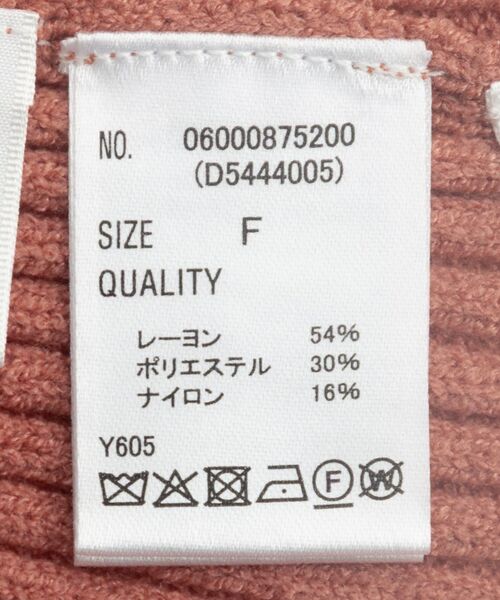 NO. 06000875200
(D5444005)
SIZE F
QUALITY
レーヨン 54%
ポリエステル 30%
ナイロン 16%
Y605
F W